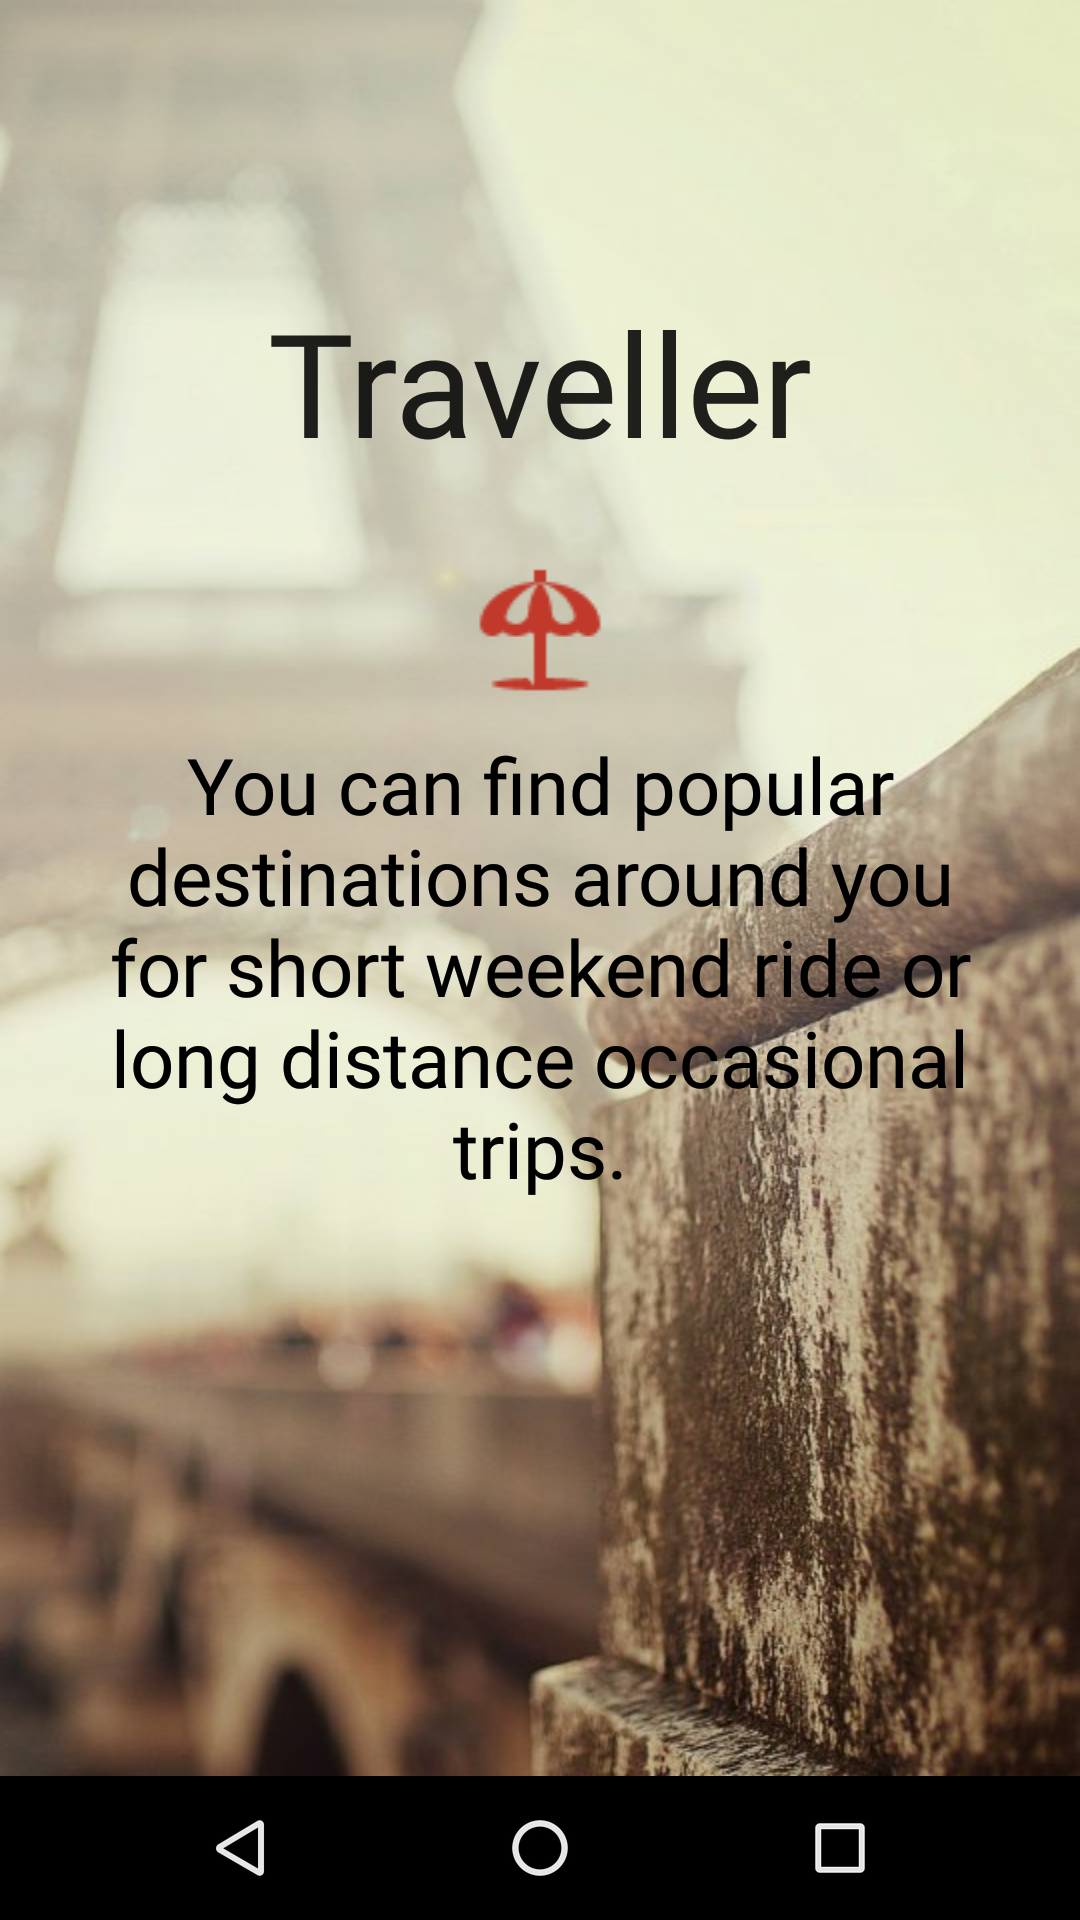 Traveller
You can find popular
destinations around you
for short weekend ride or
long distance occasional
trips.